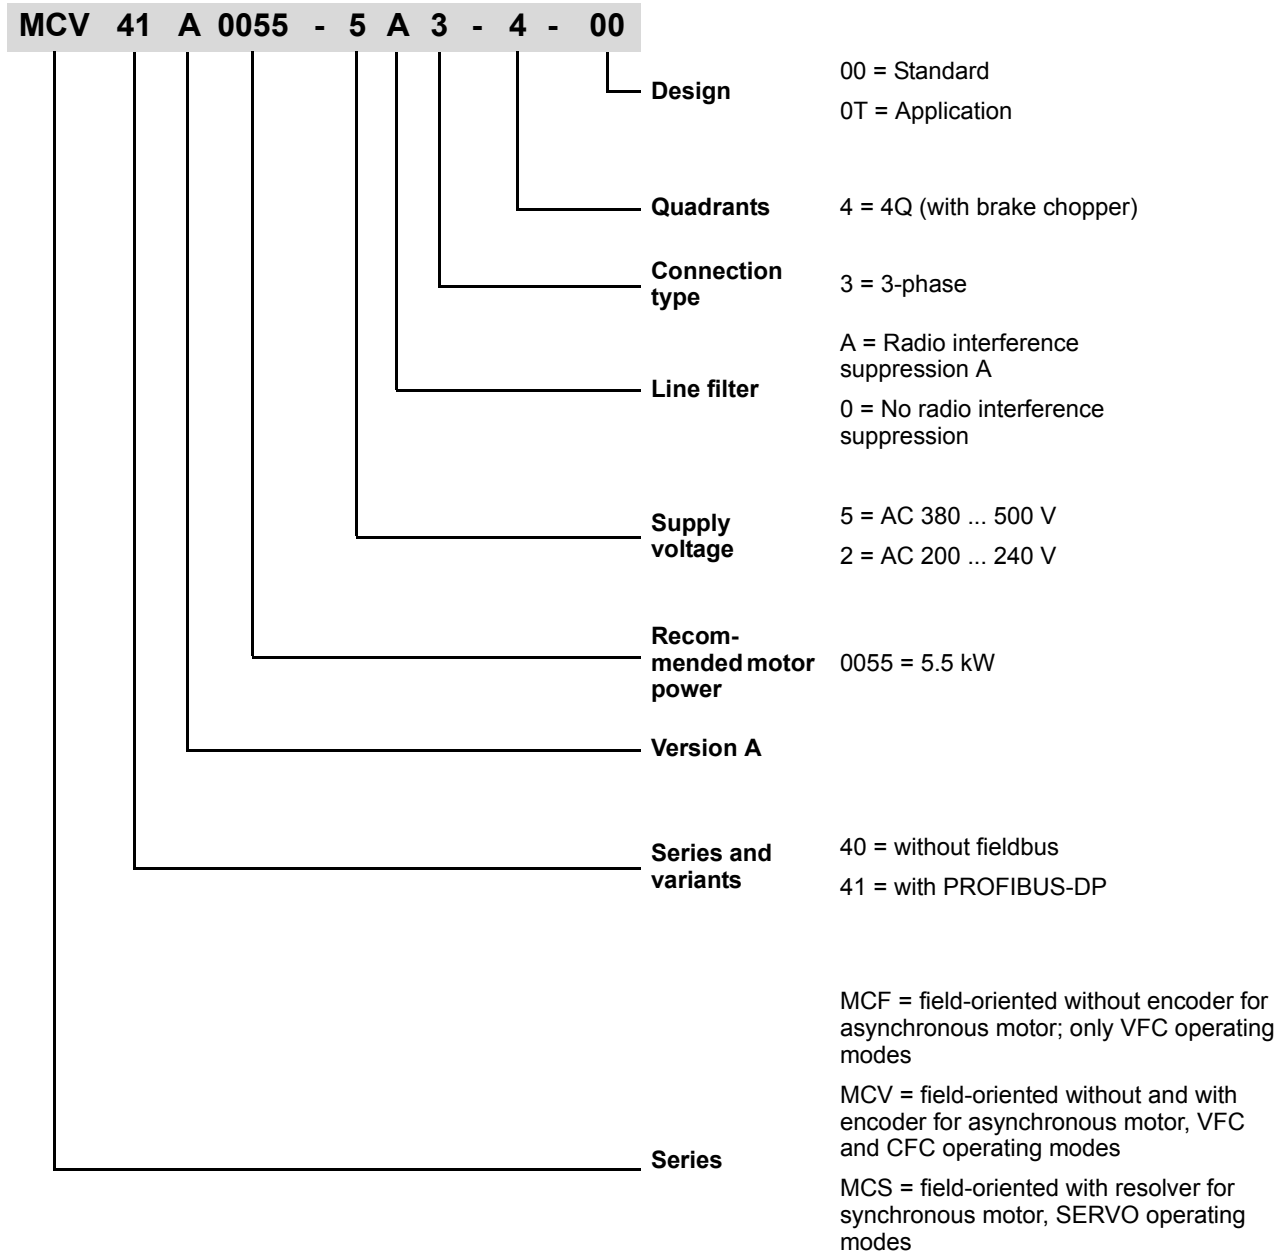 MCV 41 A 0055 - 5 A 3 - 4 - 00
Design
00 = Standard
0T = Application
Quadrants
4 = 4Q (with brake chopper)
Connection
type
3 = 3-phase
Line filter
A = Radio interference
suppression A
0 = No radio interference
suppression
Supply
voltage
5 = AC 380 ... 500 V
2 = AC 200 ... 240 V
Recom-
mended motor
power
0055 = 5.5 kW
Version A
Series and
variants
40 = without fieldbus
41 = with PROFIBUS-DP
Series
MCF = field-oriented without encoder for
asynchronous motor; only VFC operating
modes
MCV = field-oriented without and with
encoder for asynchronous motor, VFC
and CFC operating modes
MCS = field-oriented with resolver for
synchronous motor, SERVO operating
modes